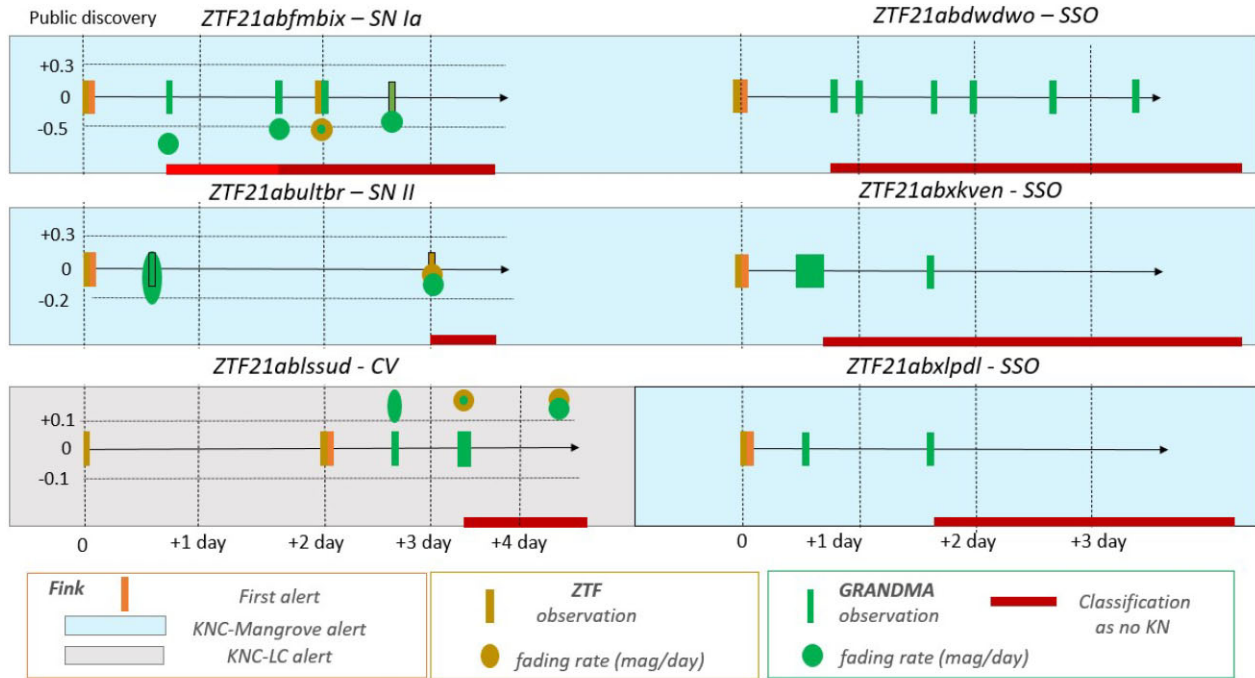 Public discovery
ZTF21abfmbix – SN Ia
ZTF21abdwdwo – SSO
+0.3
0
-0.5
ZTF21abultbr – SN II
ZTF21abxkven - SSO
+0.3
0
-0.2
ZTF21ablssud - CV
ZTF21abxlpdl - SSO
+0.1
0
-0.1
0 +1 day +2 day +3 day +4 day
0 +1 day +2 day +3 day
Fink
First alert
KNC-Mangrove alert
KNC-LC alert
ZTF
observation
fading rate (mag/day)
GRANDMA
observation
fading rate (mag/day)
Classification
as no KN